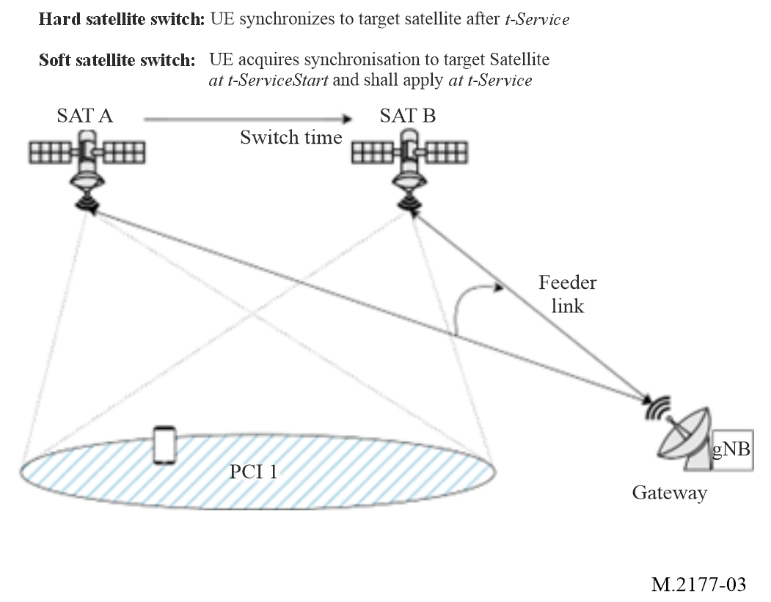 Hard satellite switch: UE synchronizes to target satellite after t-Service
Soft satellite switch: UE acquires synchronisation to target Satellite
at t-ServiceStart and shall apply at t-Service
SAT A
SAT B
Switch time
Feeder
link
PCI 1
gNB
Gateway
M.2177-03